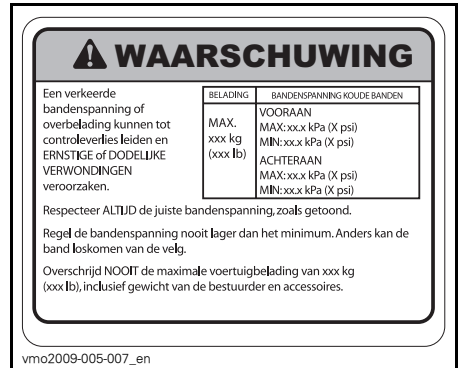 WAARSCHUWING
Een verkeerde
bandenspanning of
overbelading kunnen tot
controleverlies leiden en
ERNSTIGE of DODELIJKE
VERWONDINGEN
veroorzaken.
BELADING BANDENSPANNING KOUDE BANDEN
MAX.
xxx kg
(xxx lb)
VOORAAN
MAX: xx.x kPa (X psi)
MIN: xx.x kPa (X psi)
ACHTERAAN
MAX: xx.x kPa (X psi)
MIN: xx.x kPa (X psi)
Respecteer ALTIJD de juiste bandenspanning, zoals getoond.
Regel de bandenspanning nooit lager dan het minimum. Anders kan de
band loskomen van de velg.
Overschrijd NOOIT de maximale voertuigbelading van xxx kg
(xxx lb), inclusief gewicht van de bestuurder en accessoires.
vmo2009-005-007_en